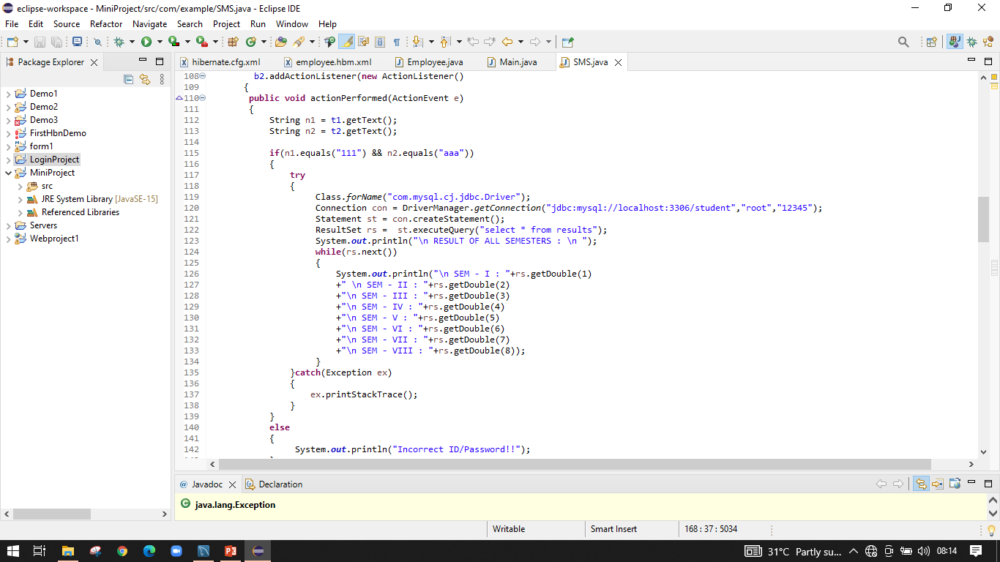 eclipse-workspace - MiniProject/src/com/example/SMS.java - Eclipse IDE
File Edit Source Refactor Navigate Search Project Run Window Help
Package Explorer
hibernate.cfg.xml employee.hbm.xml Employee.java Main.java SMS.java
Demo1
Demo2
Demo3
FirstHbnDemo
form1
LoginProject
MiniProject
src
JRE System Library [JavaSE-15]
Referenced Libraries
Servers
Webproject1
108 b2.addActionListener(new ActionListener()
109 {
110 public void actionPerformed(ActionEvent e)
111 {
112 String n1 = t1.getText();
113 String n2 = t2.getText();
114
115 if(n1.equals("111") && n2.equals("aaa"))
116 {
117 try
118 {
119 Class.forName("com.mysql.cj.jdbc.Driver");
120 Connection con = DriverManager.getConnection("jdbc:mysql://localhost:3306/student","root","12345");
121 Statement st = con.createStatement();
122 ResultSet rs =  st.executeQuery("select * from results");
123 System.out.println("\n RESULT OF ALL SEMESTERS : \n ");
124 while(rs.next())
125 {
126 System.out.println("\n SEM - I : "+rs.getDouble(1)
127 +" \n SEM - II : "+rs.getDouble(2)
128 +"\n SEM - III : "+rs.getDouble(3)
129 +"\n SEM - IV : "+rs.getDouble(4)
130 +"\n SEM - V : "+rs.getDouble(5)
131 +"\n SEM - VI : "+rs.getDouble(6)
132 +"\n SEM - VII : "+rs.getDouble(7)
133 +"\n SEM - VIII : "+rs.getDouble(8));
134 }
135 }catch(Exception ex)
136 {
137 ex.printStackTrace();
138 }
139 }
140 else
141 {
142 System.out.println("Incorrect ID/Password!!");
Javadoc Declaration
java.lang.Exception
Writable Smart Insert 168 : 37 : 5034
31°C Partly su... 08:14